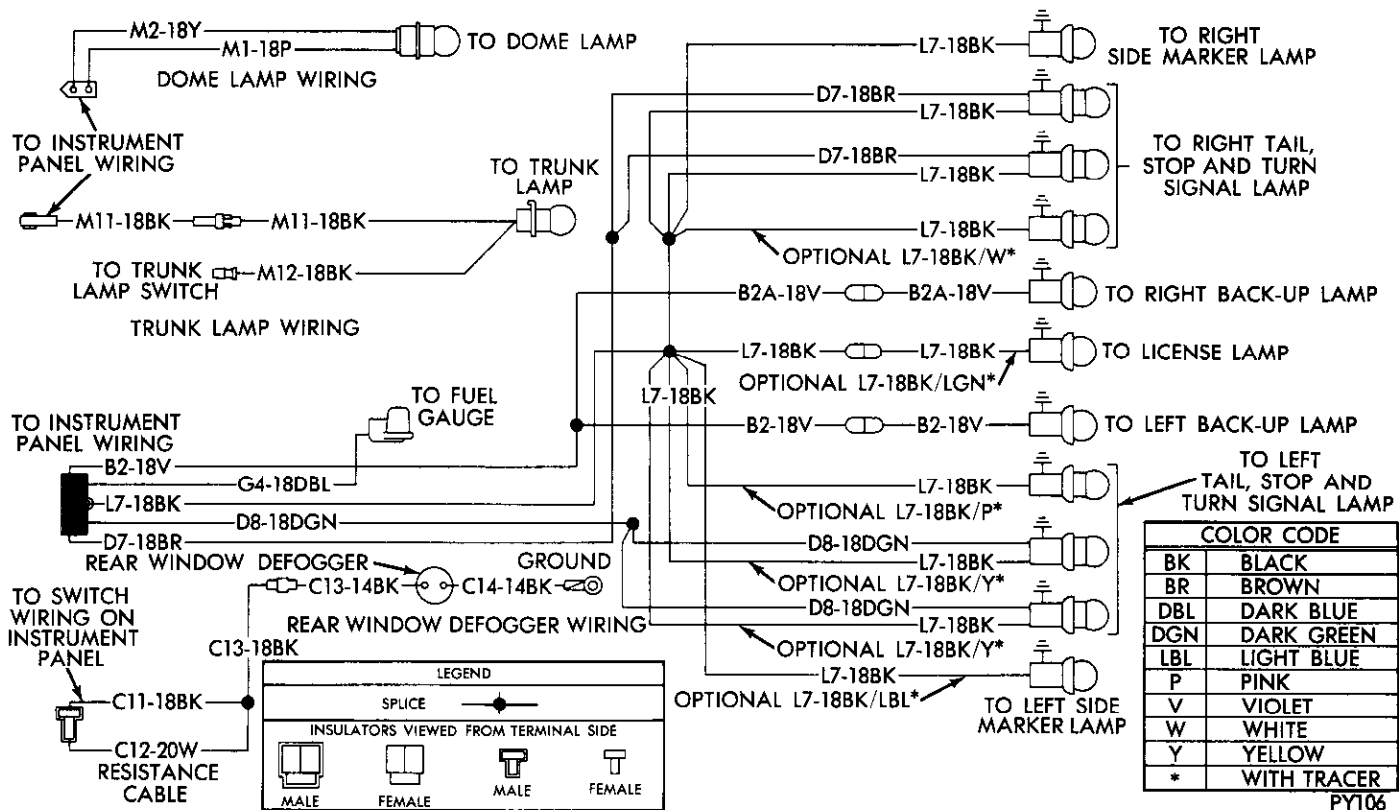 M2-18Y
M1-18P
TO DOME LAMP
DOME LAMP WIRING
TO INSTRUMENT
PANEL WIRING
M11-18BK
M11-18BK
TO TRUNK
LAMP
TO TRUNK
LAMP SWITCH
M12-18BK
TRUNK LAMP WIRING
L7-18BK
TO RIGHT
SIDE MARKER LAMP
D7-18BR
L7-18BK
D7-18BR
L7-18BK
L7-18BK
TO RIGHT TAIL,
STOP AND TURN
SIGNAL LAMP
OPTIONAL L7-18BK/W*
B2A-18V
B2A-18V
TO RIGHT BACK-UP LAMP
L7-18BK
L7-18BK
TO LICENSE LAMP
OPTIONAL L7-18BK/LGN*
L7-18BK
B2-18V
B2-18V
TO LEFT BACK-UP LAMP
TO FUEL
GAUGE
TO INSTRUMENT
PANEL WIRING
B2-18V
G4-18DBL
L7-18BK
D8-18DGN
D7-18BR
L7-18BK
OPTIONAL L7-18BK/P*
D8-18DGN
L7-18BK
OPTIONAL L7-18BK/Y*
D8-18DGN
L7-18BK
OPTIONAL L7-18BK/Y*
TO LEFT
TAIL, STOP AND
TURN SIGNAL LAMP
L7-18BK
OPTIONAL L7-18BK/LBL*
TO LEFT SIDE
MARKER LAMP
REAR WINDOW DEFOGGER
GROUND
C13-14BK
C14-14BK
REAR WINDOW DEFOGGER WIRING
TO SWITCH
WIRING ON
INSTRUMENT
PANEL
C13-18BK
C11-18BK
C12-20W
RESISTANCE
CABLE
LEGEND
SPLICE
INSULATORS VIEWED FROM TERMINAL SIDE
MALE FEMALE MALE FEMALE
COLOR CODE
BK BLACK
BR BROWN
DBL DARK BLUE
DGN DARK GREEN
LBL LIGHT BLUE
P PINK
V VIOLET
W WHITE
Y YELLOW
* WITH TRACER
PY106